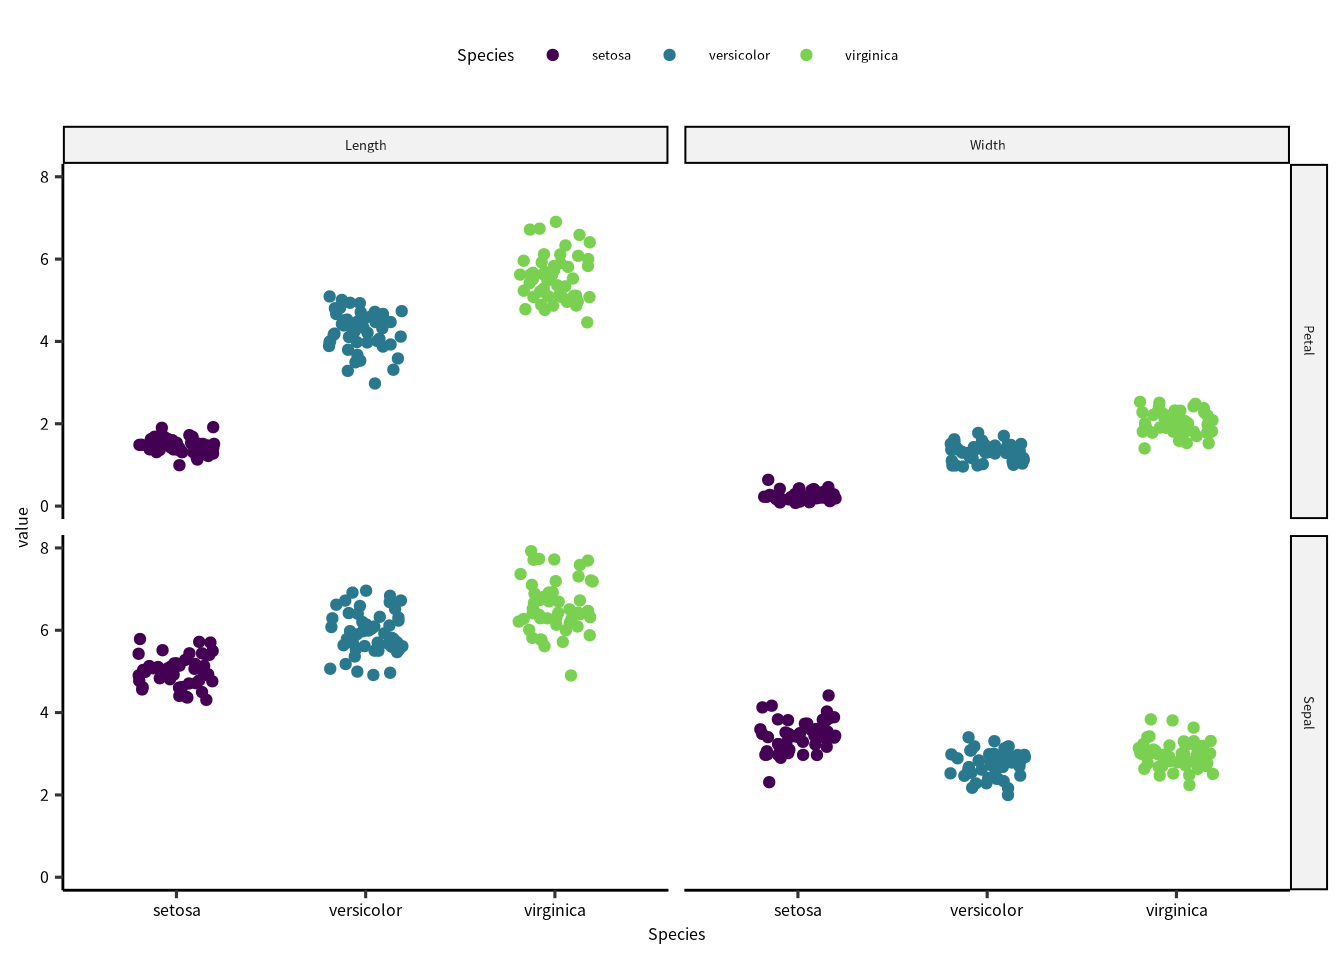 Species setosa versicolor virginica
Length Width
8
6
4
2
0
Petal
value
8
6
4
2
0
Sepal
setosa versicolor virginica setosa versicolor virginica
Species